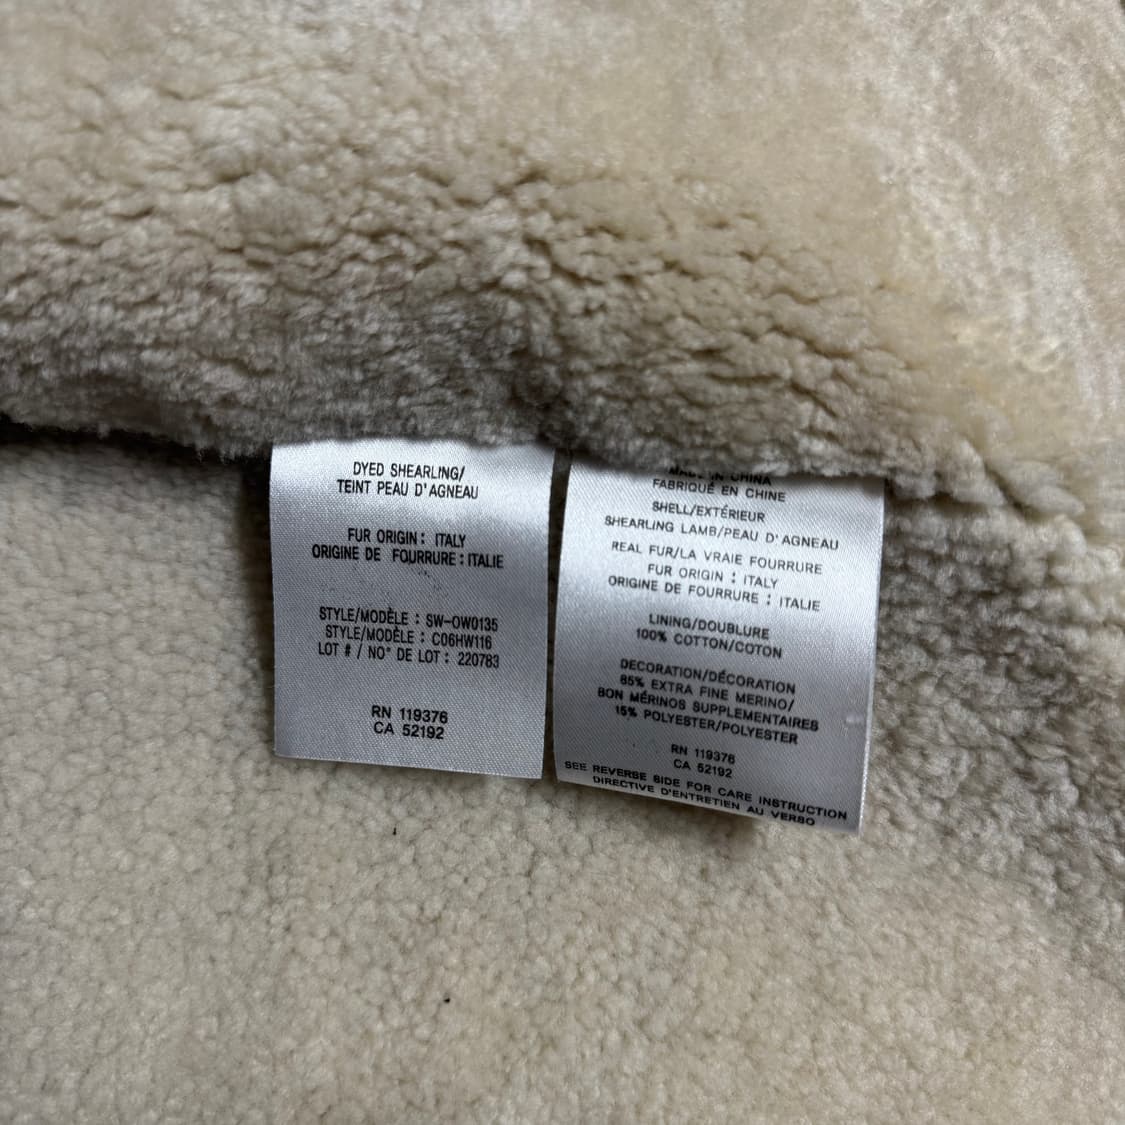 DYED SHEARLING/
TEINT PEAU D'AGNEAU
FUR ORIGIN: ITALY
ORIGINE DE FOURRURE: ITALIE
STYLE/MODÈLE : SW-OW0135
STYLE/MODÈLE : C06HW116
LOT # / NO° DE LOT : 220783
RN 119376
CA 52192
MADE IN CHINA
FABRIQUÉ EN CHINE
SHELL/EXTÉRIEUR
SHEARLING LAMB/PEAU D'AGNEAU
REAL FUR/LA VRAIE FOURRURE
FUR ORIGIN : ITALY
ORIGINE DE FOURRURE : ITALIE
LINING/DOUBLURE
100% COTTON/COTON
DECORATION/DÉCORATION
85% EXTRA FINE MERINO/
BON MÉRINOS SUPPLEMENTAIRES
15% POLYESTER/POLYESTER
RN 119376
CA 52192
SEE REVERSE SIDE FOR CARE INSTRUCTION
DIRECTIVE D'ENTRETIEN AU VERSO